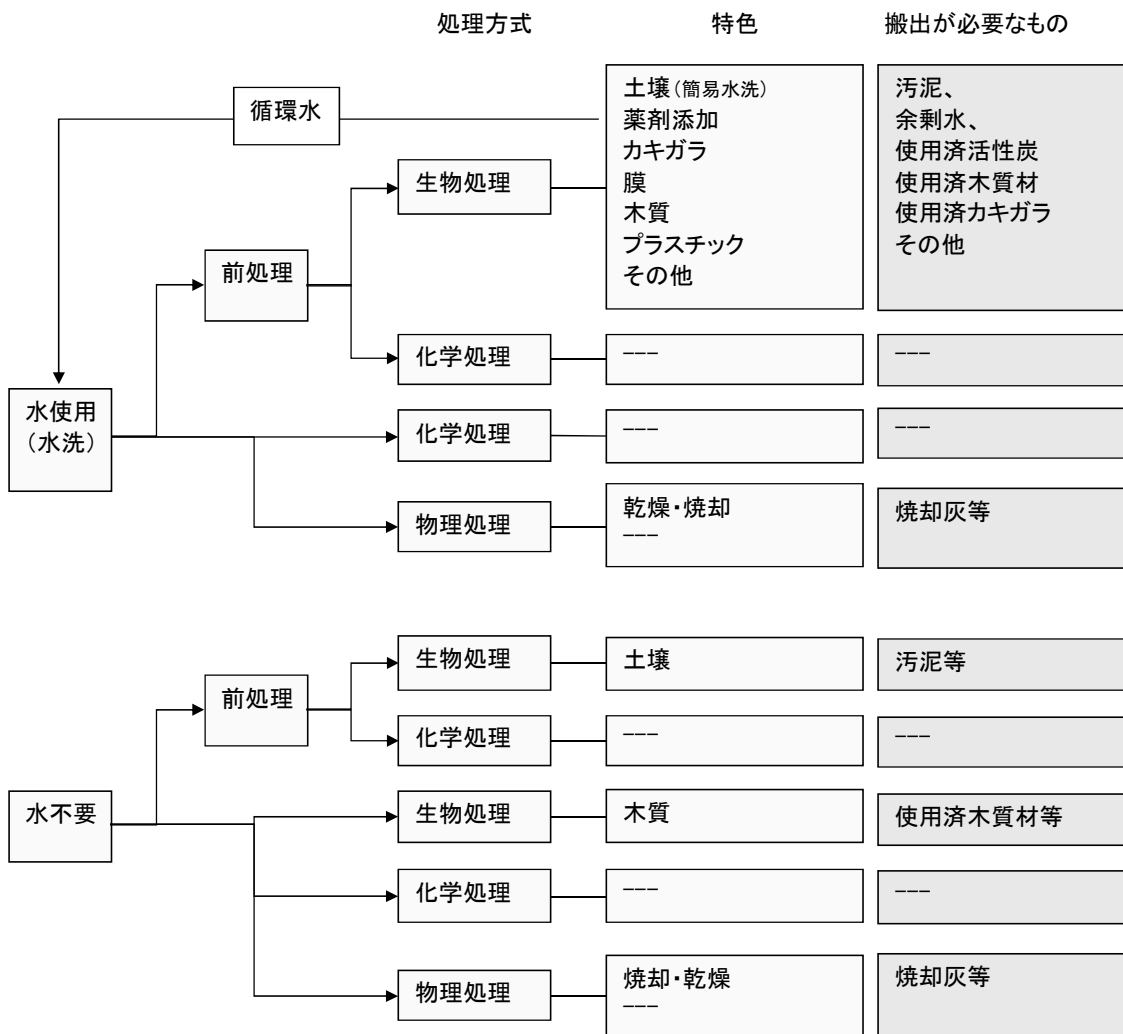 処理方式
特色
搬出が必要なもの
循環水
土壌(簡易水洗)
薬剤添加
カキガラ
膜
木質
プラスチック
その他
汚泥、
余剰水、
使用済活性炭
使用済木質材
使用済カキガラ
その他
生物処理
前処理
化学処理
---
---
水使用
(水洗)
化学処理
---
---
物理処理
乾燥・焼却
---
焼却灰等
生物処理
土壌
汚泥等
前処理
化学処理
---
---
水不要
生物処理
木質
使用済木質材等
化学処理
---
---
物理処理
焼却・乾燥
---
焼却灰等